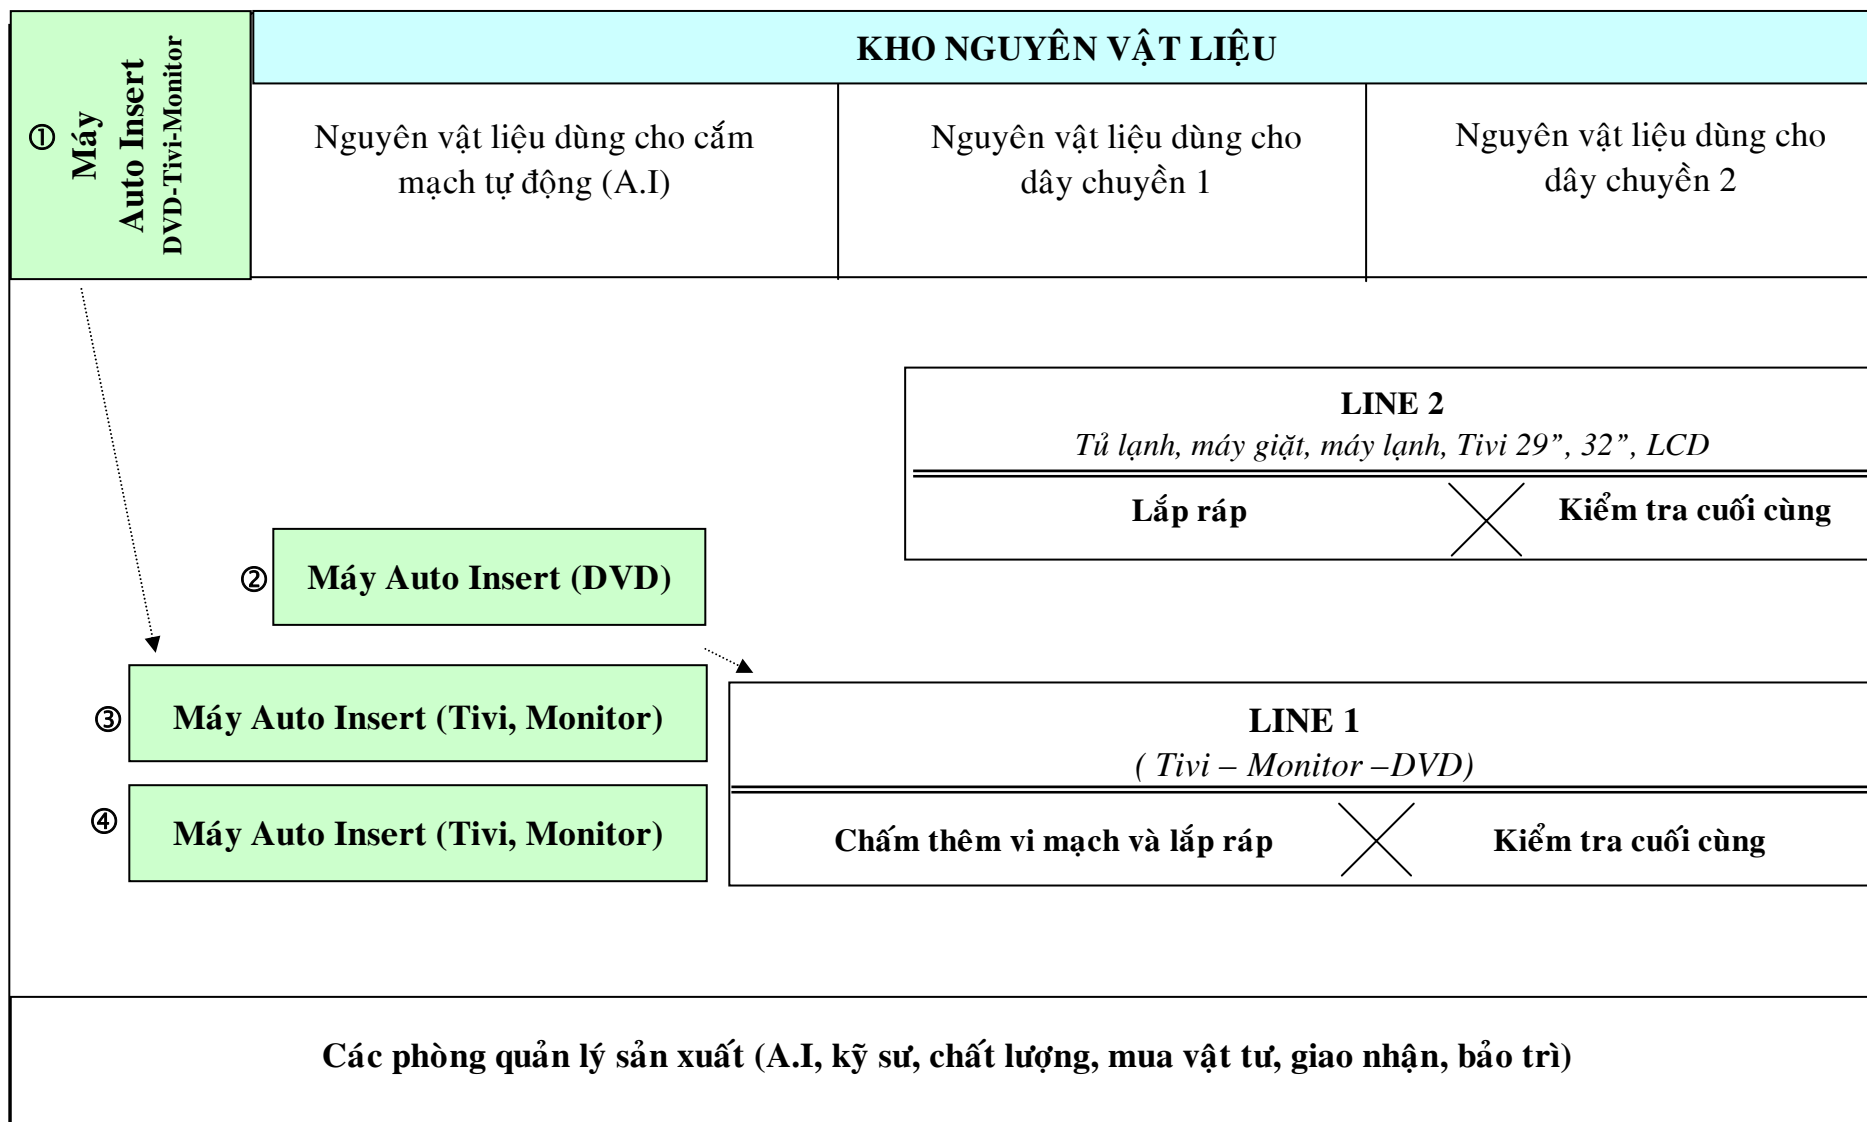 ①
Máy
Auto Insert
DVD-Tivi-Monitor
KHO NGUYÊN VẬT LIỆU
Nguyên vật liệu dùng cho cắm
mạch tự động (A.I)
Nguyên vật liệu dùng cho
dây chuyền 1
Nguyên vật liệu dùng cho
dây chuyền 2
LINE 2
Tủ lạnh, máy giặt, máy lạnh, Tivi 29”, 32”, LCD
Lắp ráp
Kiểm tra cuối cùng
②
Máy Auto Insert (DVD)
③
Máy Auto Insert (Tivi, Monitor)
④
Máy Auto Insert (Tivi, Monitor)
LINE 1
( Tivi – Monitor –DVD)
Chấm thêm vi mạch và lắp ráp
Kiểm tra cuối cùng
Các phòng quản lý sản xuất (A.I, kỹ sư, chất lượng, mua vật tư, giao nhận, bảo trì)